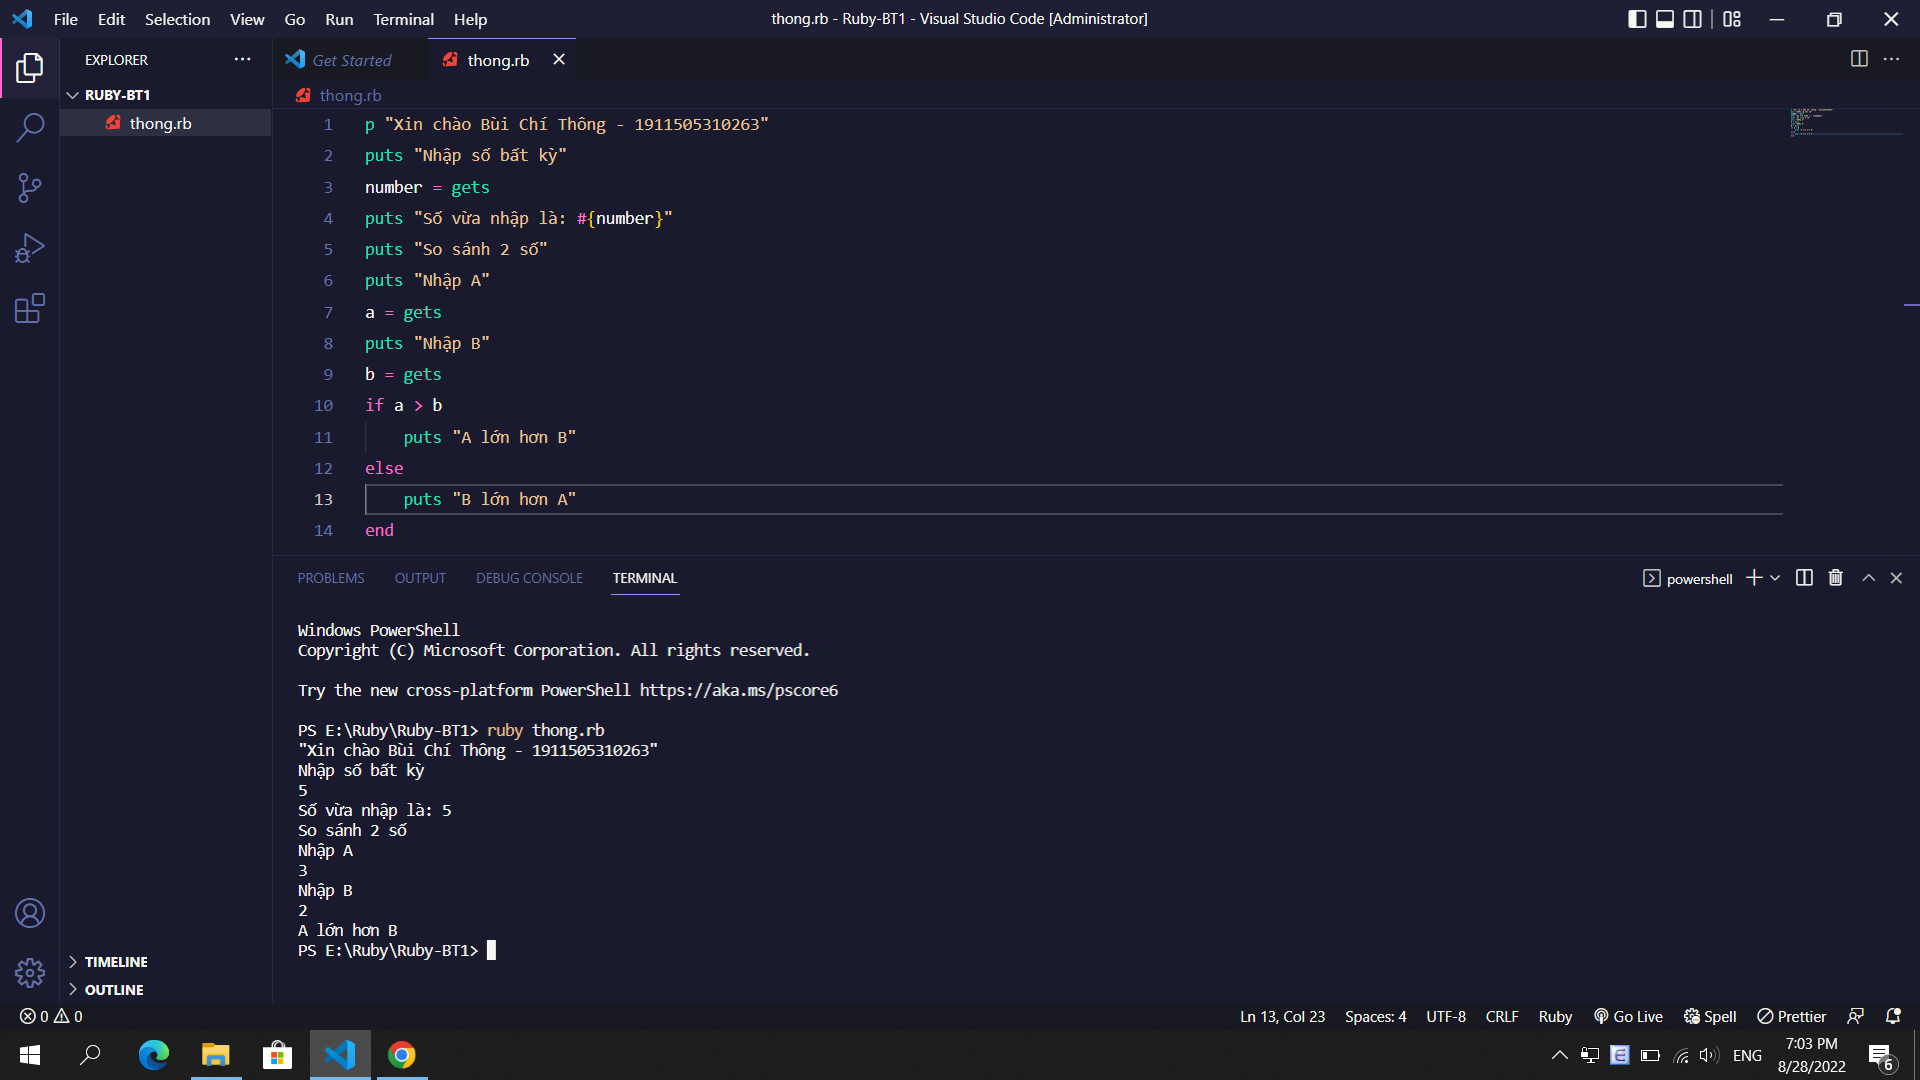 File Edit Selection View Go Run Terminal Help
thong.rb - Ruby-BT1 - Visual Studio Code [Administrator]
EXPLORER
Get Started
thong.rb
RUBY-BT1
thong.rb
thong.rb
1 p "Xin chào Bùi Chí Thông - 1911505310263"
2 puts "Nhập số bất kỳ"
3 number = gets
4 puts "Số vừa nhập là: #{number}"
5 puts "So sánh 2 số"
6 puts "Nhập A"
7 a = gets
8 puts "Nhập B"
9 b = gets
10 if a > b
11 puts "A lớn hơn B"
12 else
13 puts "B lớn hơn A"
14 end
PROBLEMS OUTPUT DEBUG CONSOLE TERMINAL
powershell
Windows PowerShell
Copyright (C) Microsoft Corporation. All rights reserved.
Try the new cross-platform PowerShell https://aka.ms/pscore6
PS E:\Ruby\Ruby-BT1> ruby thong.rb
"Xin chào Bùi Chí Thông - 1911505310263"
Nhập số bất kỳ
5
Số vừa nhập là: 5
So sánh 2 số
Nhập A
3
Nhập B
2
A lớn hơn B
PS E:\Ruby\Ruby-BT1>
TIMELINE
OUTLINE
0 0
Ln 13, Col 23 Spaces: 4 UTF-8 CRLF Ruby Go Live Spell Prettier
ENG
7:03 PM
8/28/2022
6